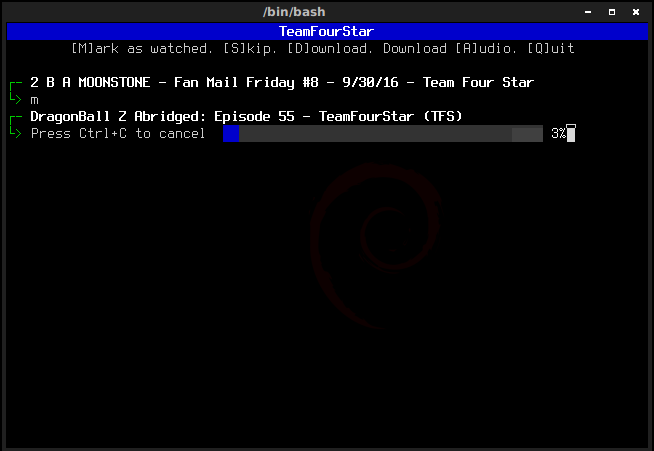 /bin/bash
TeamFourStar
[M]ark as watched. [S]kip. [D]ownload. Download [A]udio. [Q]uit
2 B A MOONSTONE - Fan Mail Friday #8 - 9/30/16 - Team Four Star
> m
DragonBall Z Abridged: Episode 55 - TeamFourStar (TFS)
> Press Ctrl+C to cancel 3%